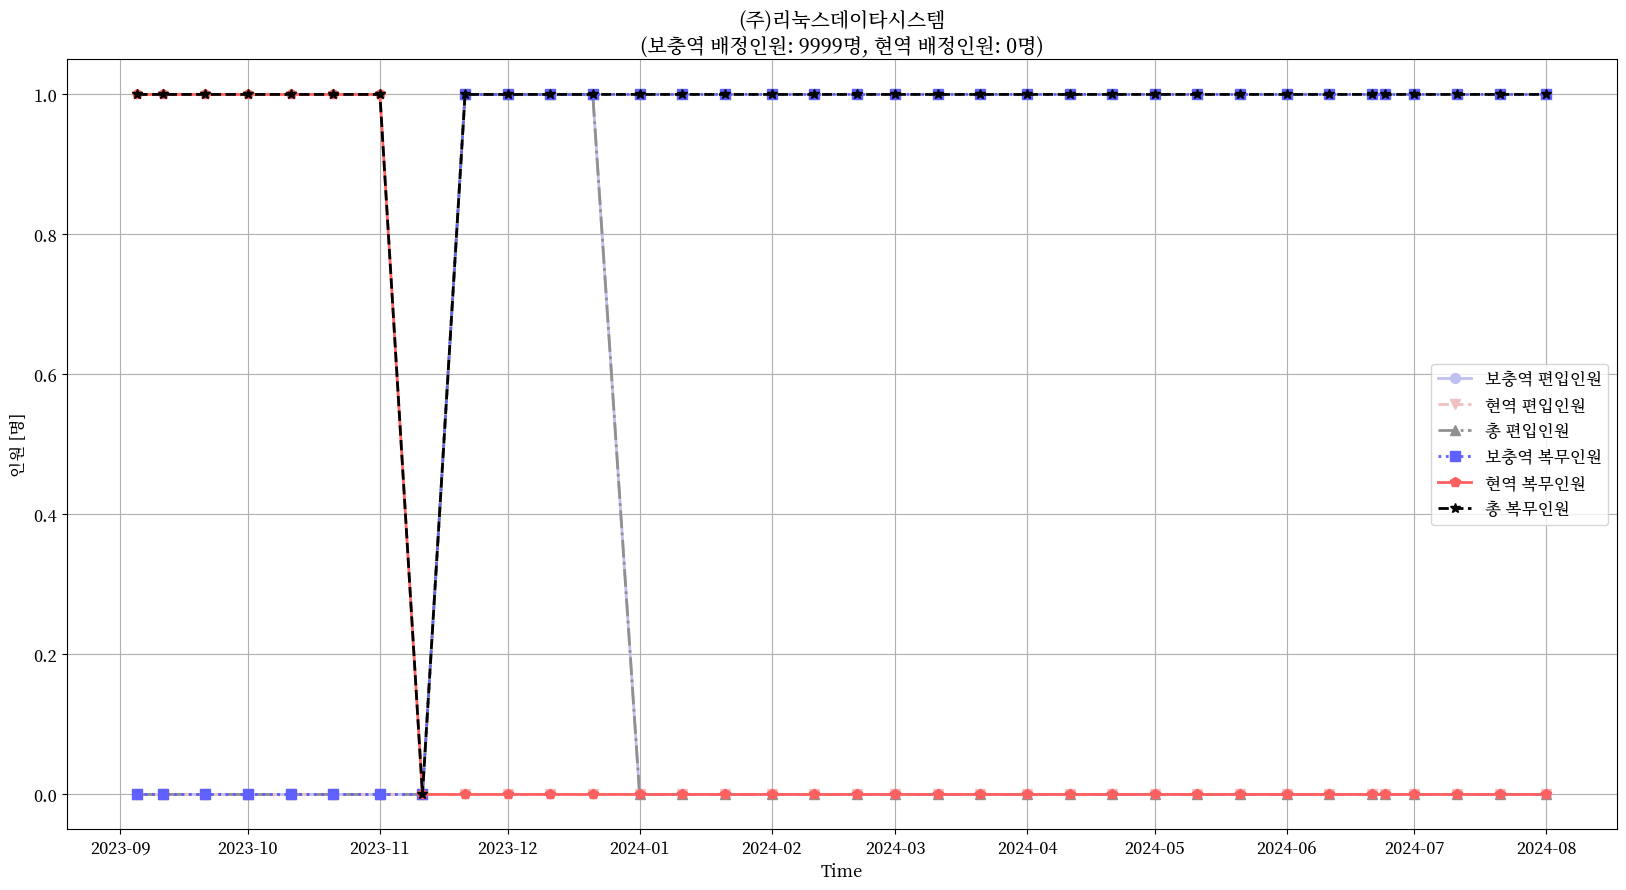 (주)리눅스데이타시스템
(보충역 배정인원: 9999명, 현역 배정인원: 0명)
1.0
0.8
0.6
0.4
0.2
0.0
인원 [명]
보충역 편입인원
현역 편입인원
총 편입인원
보충역 복무인원
현역 복무인원
총 복무인원
2023-09 2023-10 2023-11 2023-12 2024-01 2024-02 2024-03 2024-04 2024-05 2024-06 2024-07 2024-08
Time